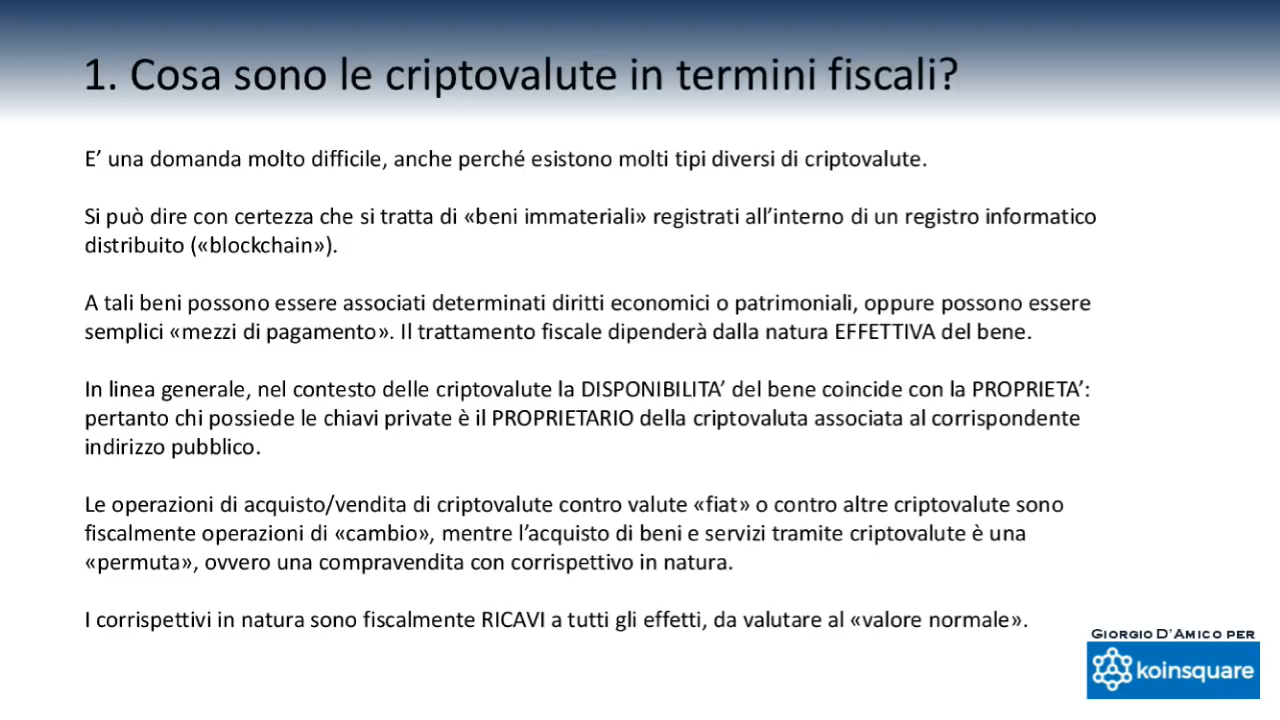 1. Cosa sono le criptovalute in termini fiscali?
E’ una domanda molto difficile, anche perché esistono molti tipi diversi di criptovalute.
Si può dire con certezza che si tratta di «beni immateriali» registrati all’interno di un registro informatico
distribuito («blockchain»).
A tali beni possono essere associati determinati diritti economici o patrimoniali, oppure possono essere
semplici «mezzi di pagamento». Il trattamento fiscale dipenderà dalla natura EFFETTIVA del bene.
In linea generale, nel contesto delle criptovalute la DISPONIBILITA’ del bene coincide con la PROPRIETA’:
pertanto chi possiede le chiavi private è il PROPRIETARIO della criptovaluta associata al corrispondente
indirizzo pubblico.
Le operazioni di acquisto/vendita di criptovalute contro valute «fiat» o contro altre criptovalute sono
fiscalmente operazioni di «cambio», mentre l’acquisto di beni e servizi tramite criptovalute è una
«permuta», ovvero una compravendita con corrispettivo in natura.
I corrispettivi in natura sono fiscalmente RICAVI a tutti gli effetti, da valutare al «valore normale».
GIORGIO D’AMICO PER
koinsquare